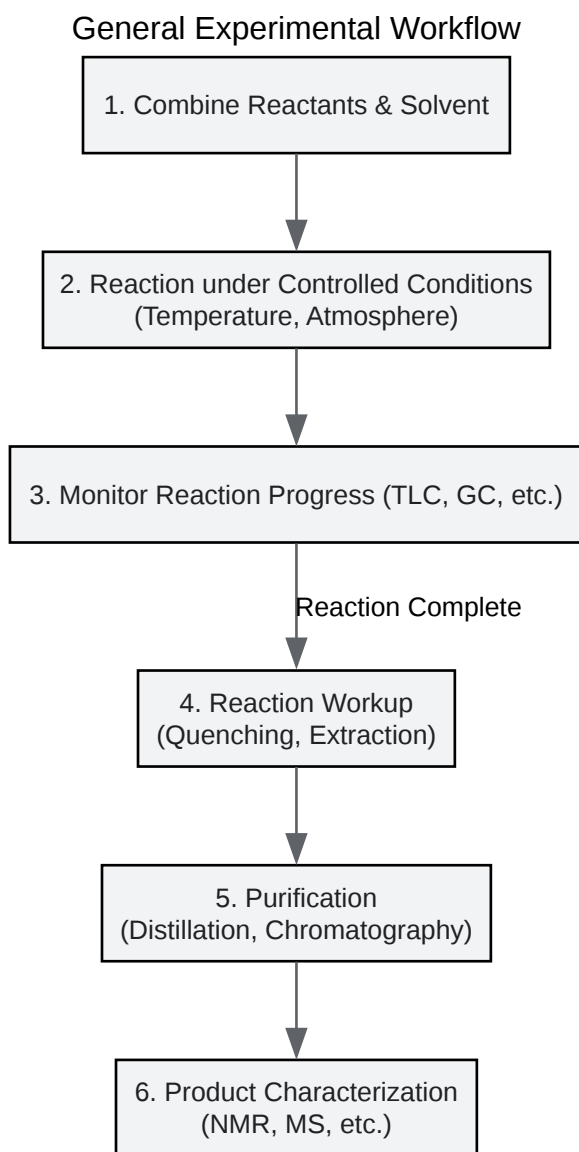 General Experimental Workflow
1. Combine Reactants & Solvent
2. Reaction under Controlled Conditions
(Temperature, Atmosphere)
3. Monitor Reaction Progress (TLC, GC, etc.)
Reaction Complete
4. Reaction Workup
(Quenching, Extraction)
5. Purification
(Distillation, Chromatography)
6. Product Characterization
(NMR, MS, etc.)